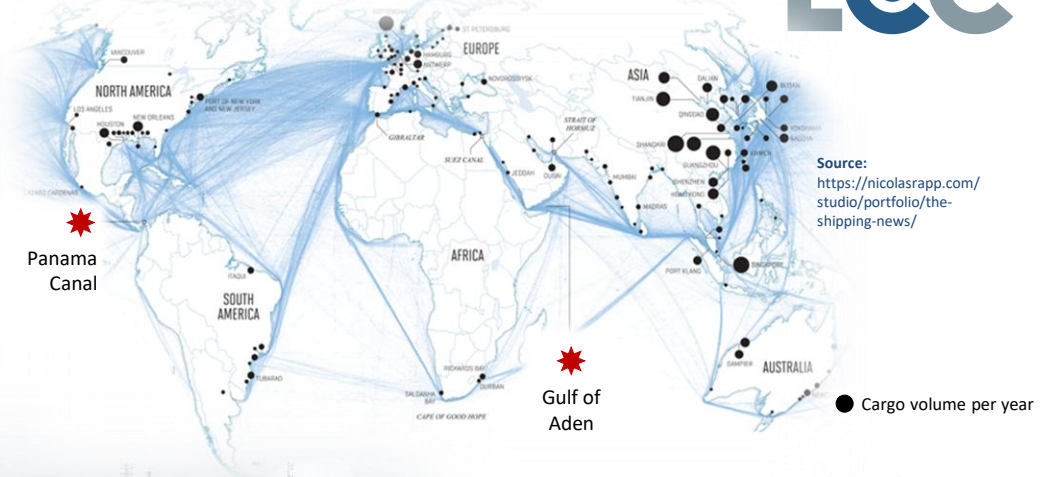 LCC
ST. PETERSBURG
EUROPE
VANCOUVER
HAMBURG
ANTWERP
NORTH AMERICA
NOVOROSSIYSK
ASIA
DALIAN
BUSAN
TIANJIN
PORT OF NEW YORK
AND NEW JERSEY
LOS ANGELES
HOUSTON
NEW ORLEANS
QINGDAO
STRAIT OF
HORMUZ
GIBRALTAR
SUEZ CANAL
SHANGHAI
YOKOHAMA
NAGOYA
GUANGZHOU
XIAMEN
JEDDAH
DUBAI
MUMBAI
SHENZHEN
HONG KONG
LAZARO CARDENAS
MADRAS
Source:
https://nicolasrapp.com/
studio/portfolio/the-
shipping-news/
Panama
Canal
AFRICA
PORT KLANG
SINGAPORE
ITAQUI
SOUTH
AMERICA
DAMPIER
AUSTRALIA
TUBARAO
RICHARDS BAY
DURBAN
SALDANHA
BAY
CAPE OF GOOD HOPE
Gulf of
Aden
Cargo volume per year